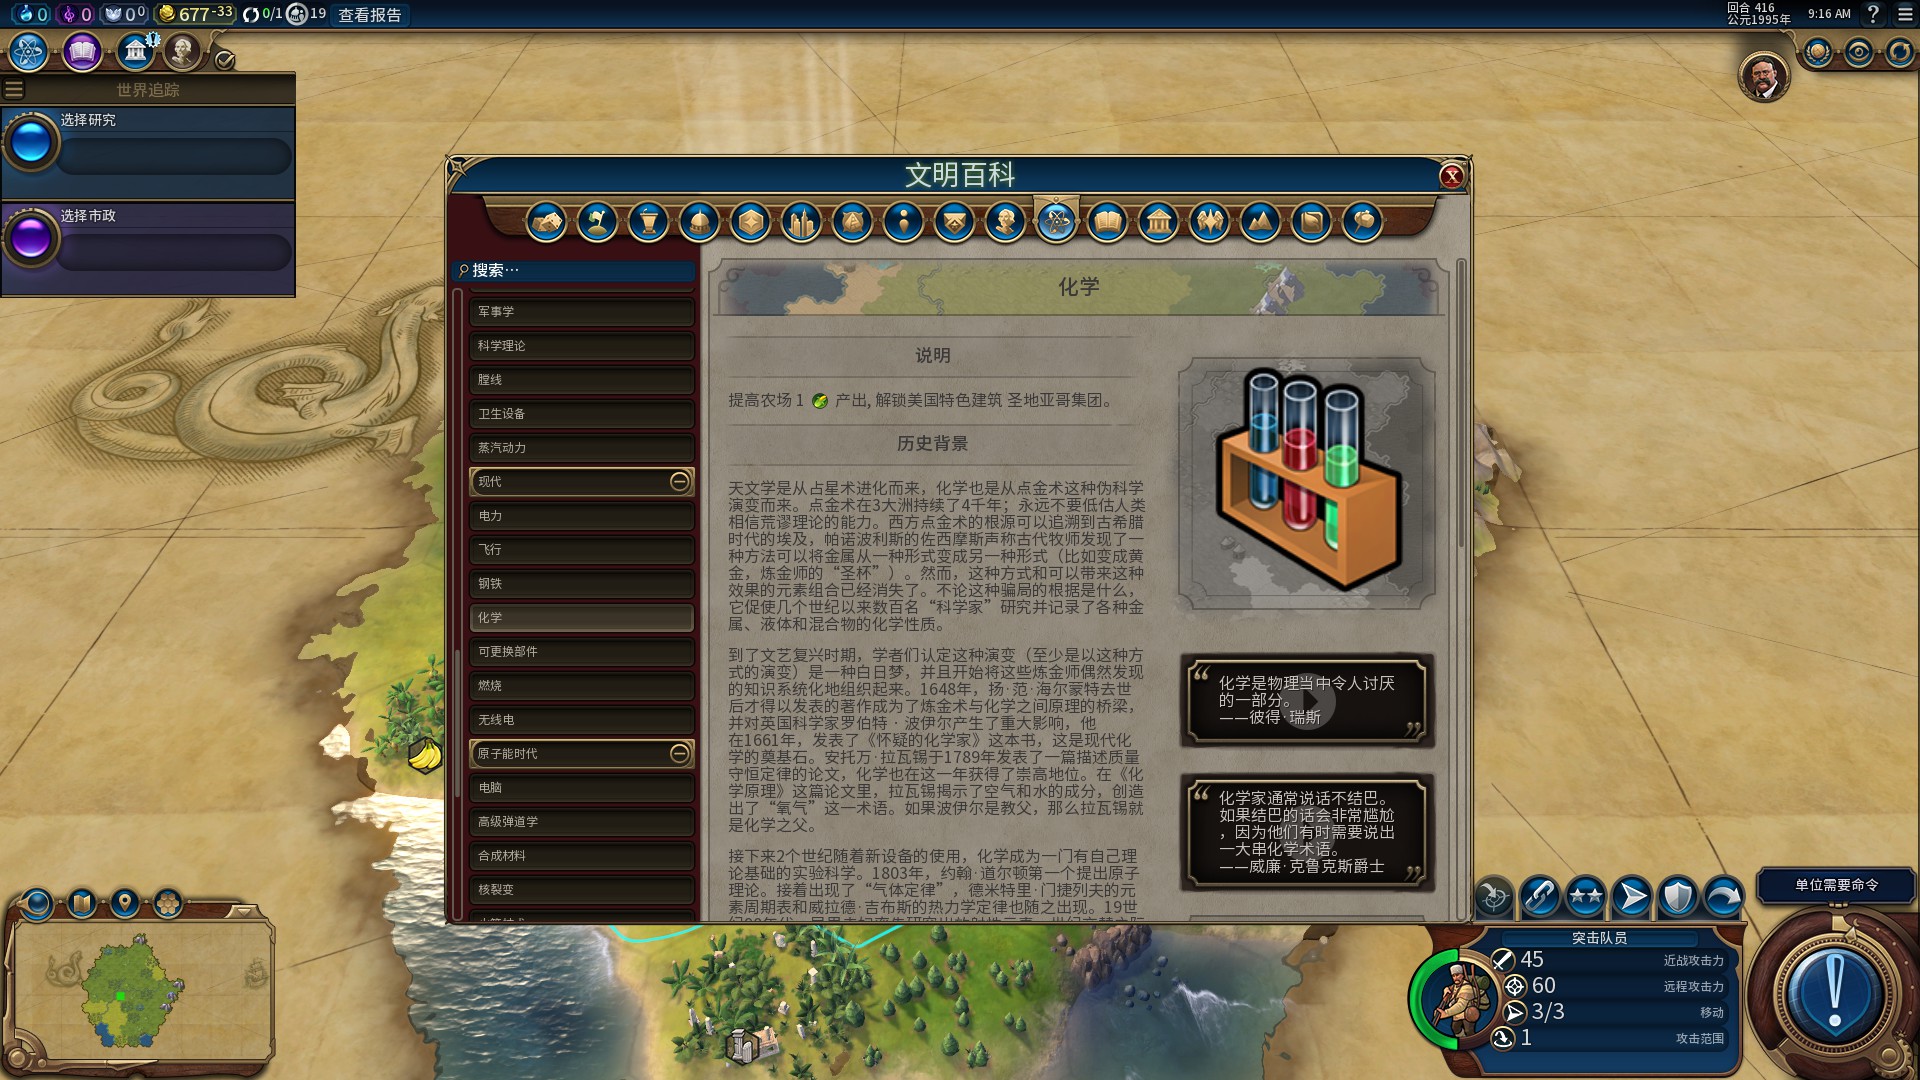 0 0 0 0 677 -33 0/1 19 查看报告
回合 416
公元1995年
9:16 AM ?
世界追踪
选择研究
选择市政
文明百科
搜索…
军事学
科学理论
膛线
卫生设备
蒸汽动力
现代
电力
飞行
钢铁
化学
可更换部件
燃烧
无线电
原子能时代
电脑
高级弹道学
合成材料
核裂变
化学
说明
提高农场 1 产出, 解锁美国特色建筑 圣地亚哥集团。
历史背景
天文学是从占星术进化而来，化学也是从点金术这种伪科学
演变而来。点金术在3大洲持续了4千年；永远不要低估人类
相信荒谬理论的能力。西方点金术的根源可以追溯到古希腊
时代的埃及，帕诺波利斯的佐西摩斯声称古代牧师发现了一
种方法可以将金属从一种形式变成另一种形式（比如变成黄
金，炼金师的“圣杯”）。然而，这种方式和可以带来这种
效果的元素组合已经消失了。不论这种骗局的根据是什么，
它促使几个世纪以来数百名“科学家”研究并记录了各种金
属、液体和混合物的化学性质。
到了文艺复兴时期，学者们认定这种演变（至少是以这种方
式的演变）是一种白日梦，并且开始将这些炼金师偶然发现
的知识系统化地组织起来。1648年，扬·范·海尔蒙特去世
后才得以发表的著作成为了炼金术与化学之间原理的桥梁，
并对英国科学家罗伯特·波伊尔产生了重大影响，他
在1661年，发表了《怀疑的化学家》这本书，这是现代化
学的奠基石。安托万·拉瓦锡于1789年发表了一篇描述质量
守恒定律的论文，化学也在这一年获得了崇高地位。在《化
学原理》这篇论文里，拉瓦锡揭示了空气和水的成分，创造
出了“氧气”这一术语。如果波伊尔是教父，那么拉瓦锡就
是化学之父。
接下来2个世纪随着新设备的使用，化学成为一门有自己理
论基础的实验科学。1803年，约翰·道尔顿第一个提出原子
理论。接着出现了“气体定律”，德米特里·门捷列夫的元
素周期表和威拉德·吉布斯的热力学定律也随之出现。19世
化学是物理当中令人讨厌
的一部分。
——彼得·瑞斯
化学家通常说话不结巴。
如果结巴的话会非常尴尬
，因为他们有时需要说出
一大串化学术语。
——威廉·克鲁克斯爵士
单位需要命令
突击队员
45 近战攻击力
60 远程攻击力
3/3 移动
1 攻击范围